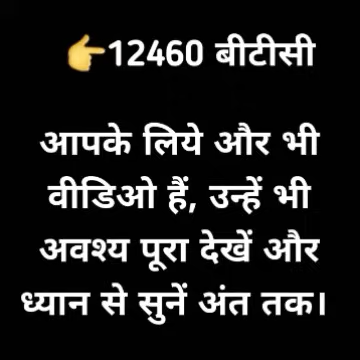 👉12460 बीटीसी
आपके लिये और भी
वीडिओ हैं, उन्हें भी
अवश्य पूरा देखें और
ध्यान से सुनें अंत तक।